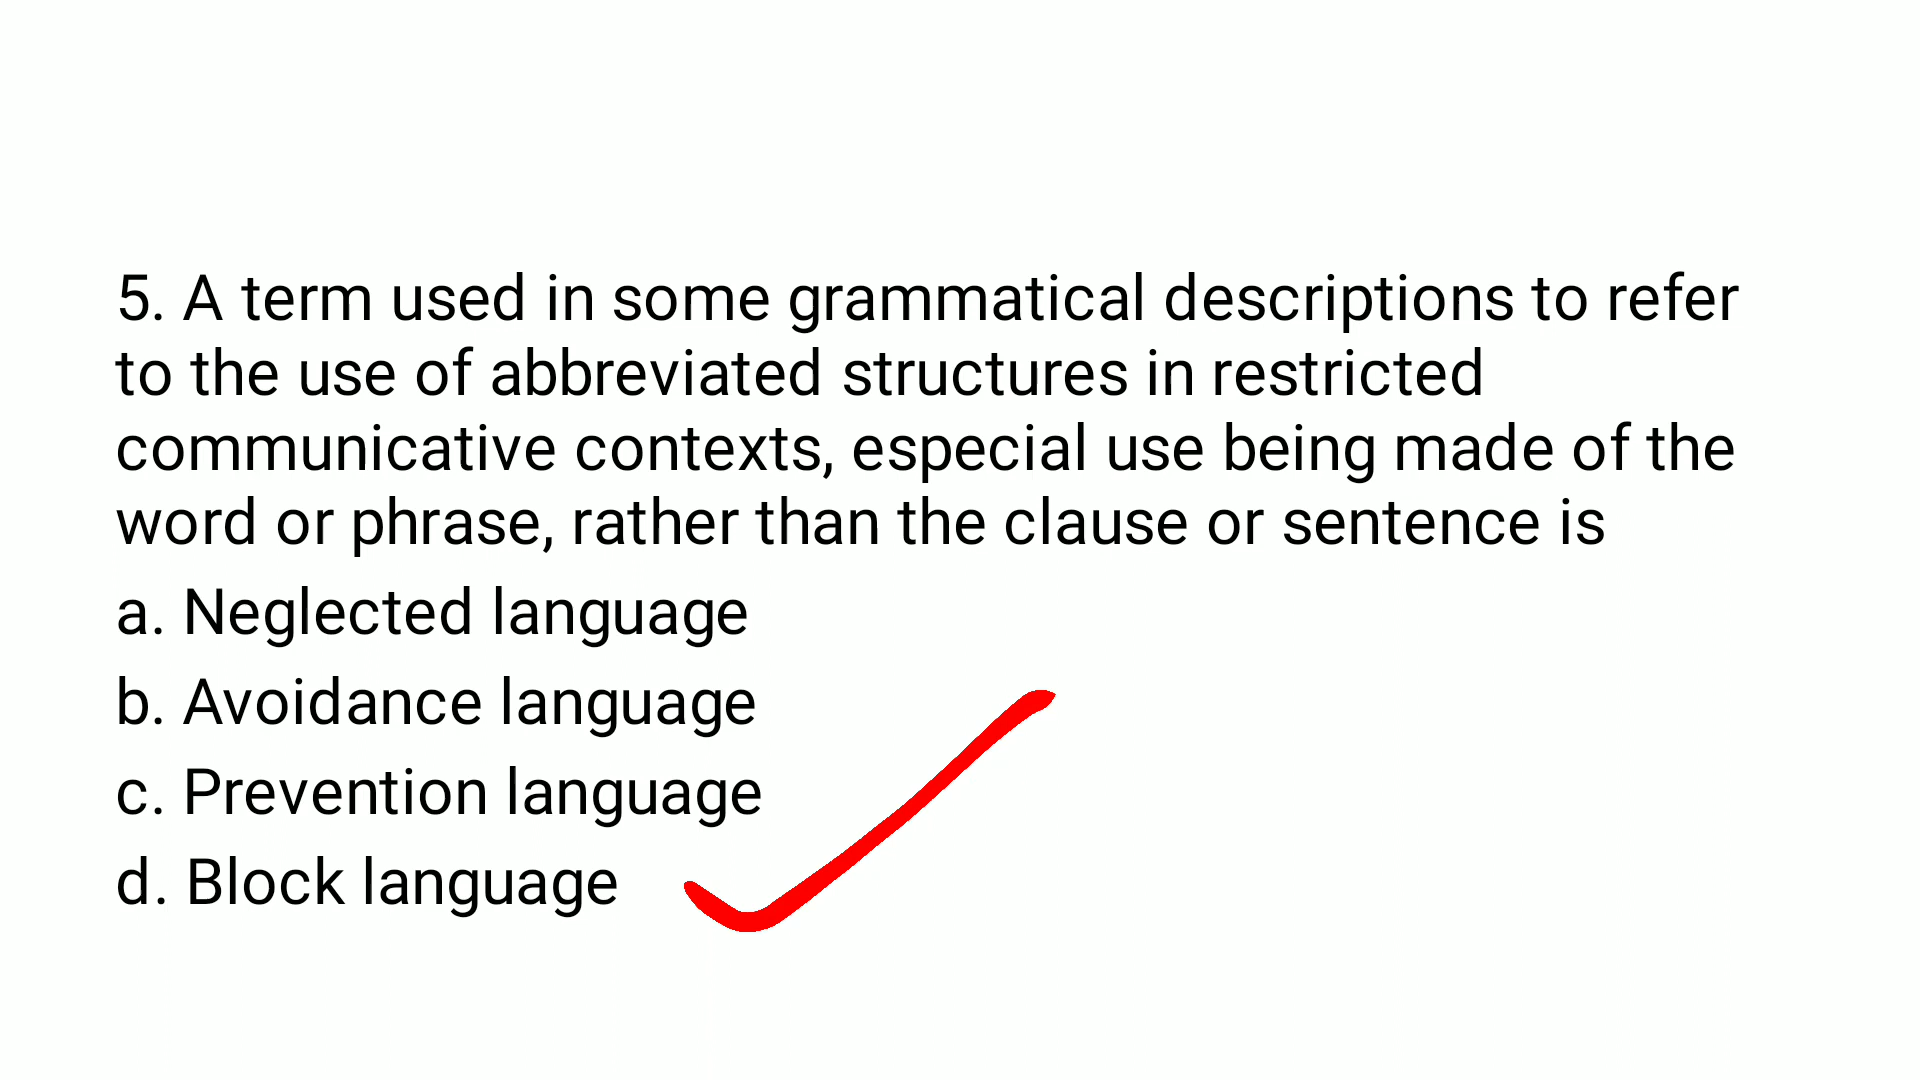 5. A term used in some grammatical descriptions to refer
to the use of abbreviated structures in restricted
communicative contexts, especial use being made of the
word or phrase, rather than the clause or sentence is
a. Neglected language
b. Avoidance language
c. Prevention language
d. Block language